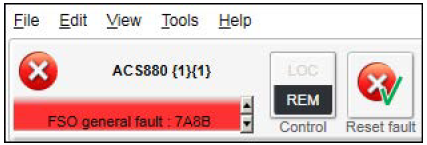 File Edit View Tools Help
ACS880 {1}{1}
LOC
REM
FSO general fault : 7A8B
Control
Reset fault